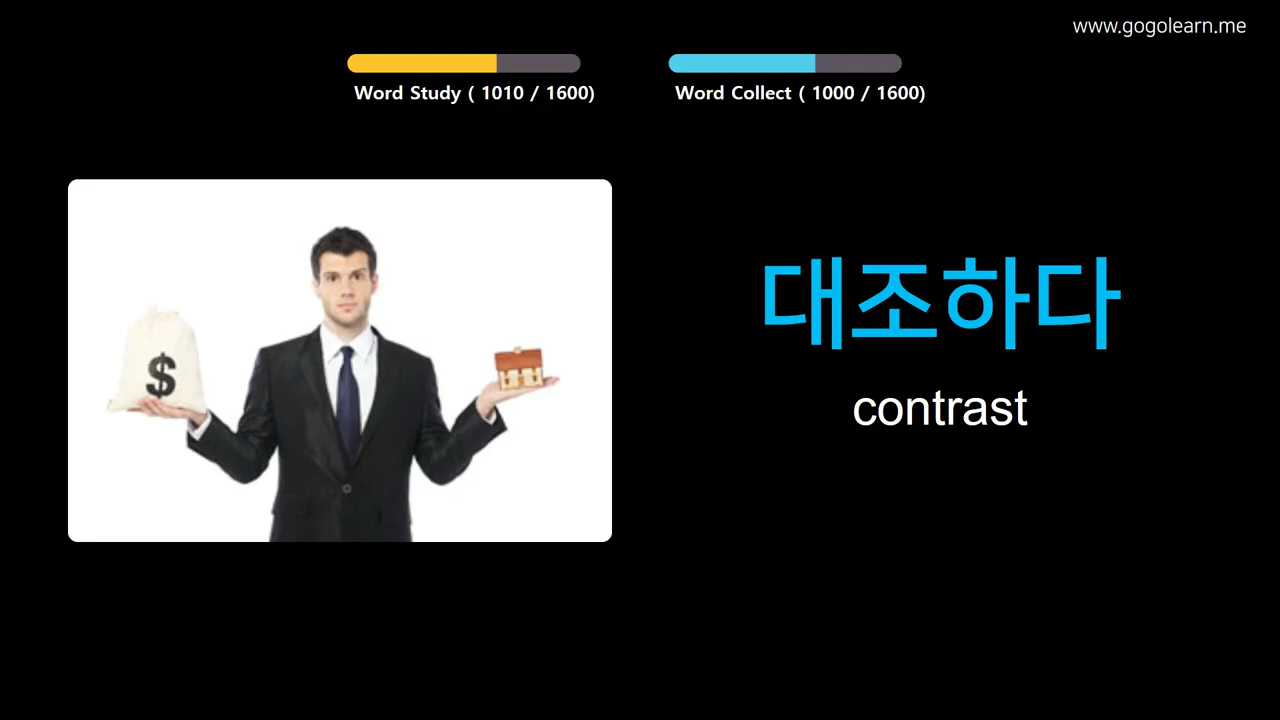 www.gogolearn.me
Word Study ( 1010 / 1600)
Word Collect ( 1000 / 1600)
대조하다
contrast
$